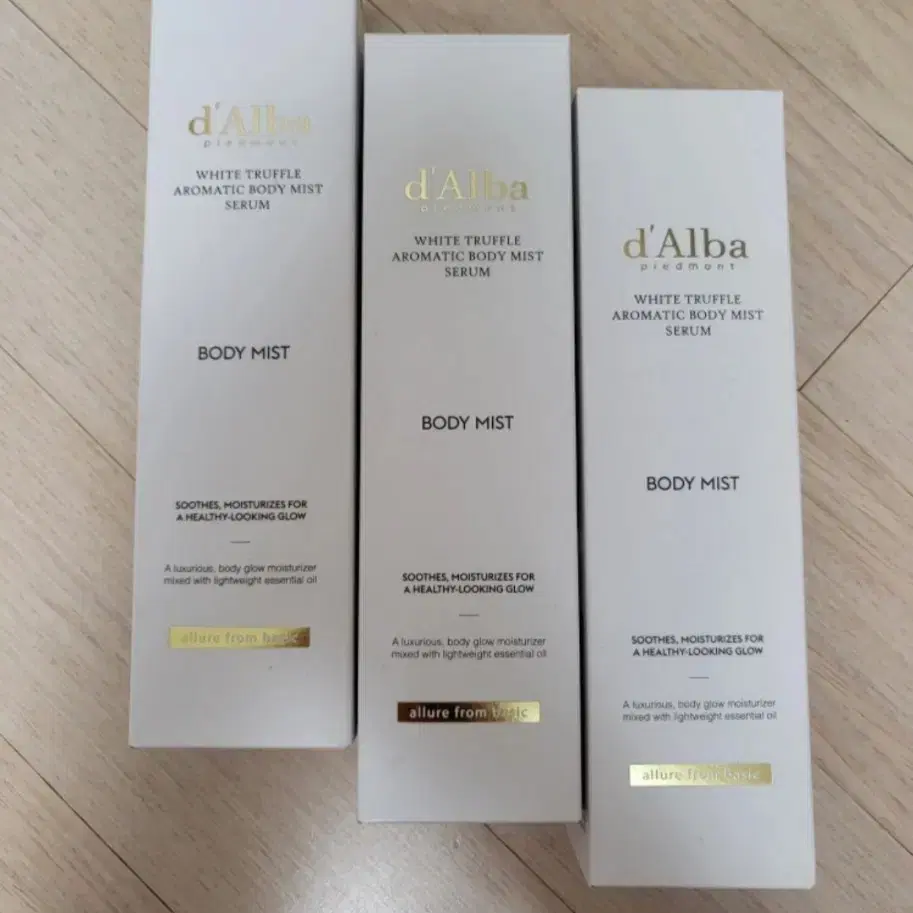 d'Alba
piedmont
WHITE TRUFFLE
AROMATIC BODY MIST
SERUM
BODY MIST
SOOTHES, MOISTURIZES FOR
A HEALTHY-LOOKING GLOW
A luxurious, body glow moisturizer
mixed with lightweight essential oil
allure from basic
d'Alba
piedmont
WHITE TRUFFLE
AROMATIC BODY MIST
SERUM
BODY MIST
SOOTHES, MOISTURIZES FOR
A HEALTHY-LOOKING GLOW
A luxurious, body glow moisturizer
mixed with lightweight essential oil
allure from basic
d'Alba
piedmont
WHITE TRUFFLE
AROMATIC BODY MIST
SERUM
BODY MIST
SOOTHES, MOISTURIZES FOR
A HEALTHY-LOOKING GLOW
A luxurious, body glow moisturizer
mixed with lightweight essential oil
allure from basic